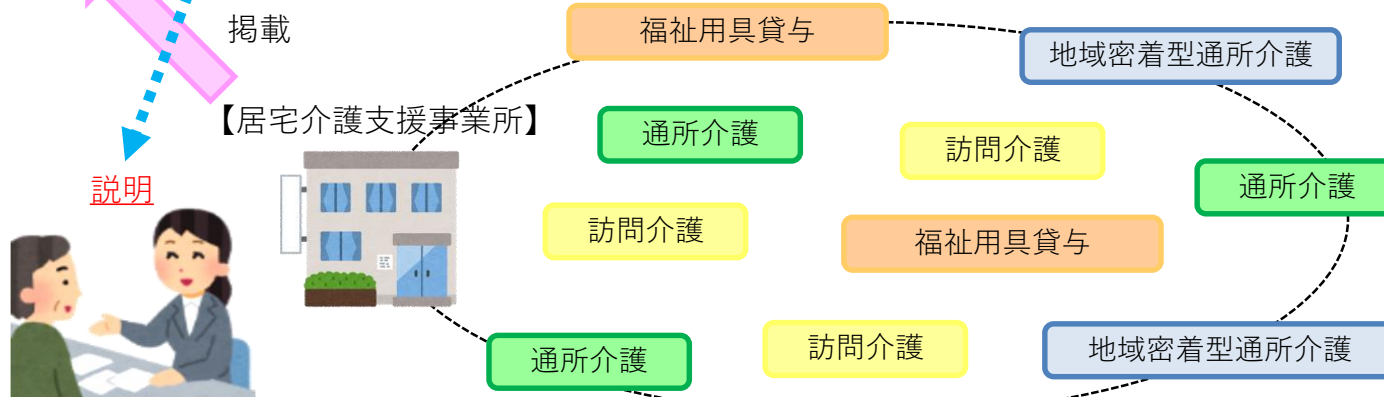 掲載
福祉用具貸与
地域密着型通所介護
【居宅介護支援事業所】
通所介護
訪問介護
説明
通所介護
訪問介護
福祉用具貸与
通所介護
訪問介護
地域密着型通所介護